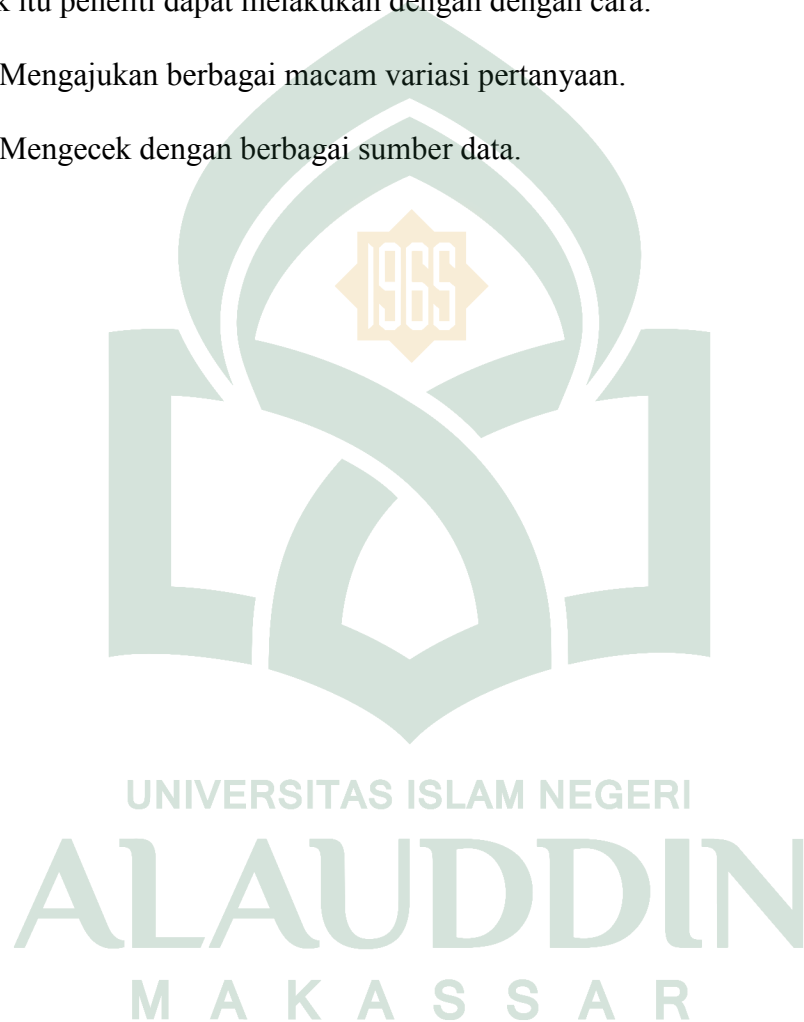 k itu peneliti dapat melakukan dengan dengan cara:
Mengajukan berbagai macam variasi pertanyaan.
Mengecek dengan berbagai sumber data.
1965
UNIVERSITAS ISLAM NEGERI
ALAUDDIN
MAKASSAR